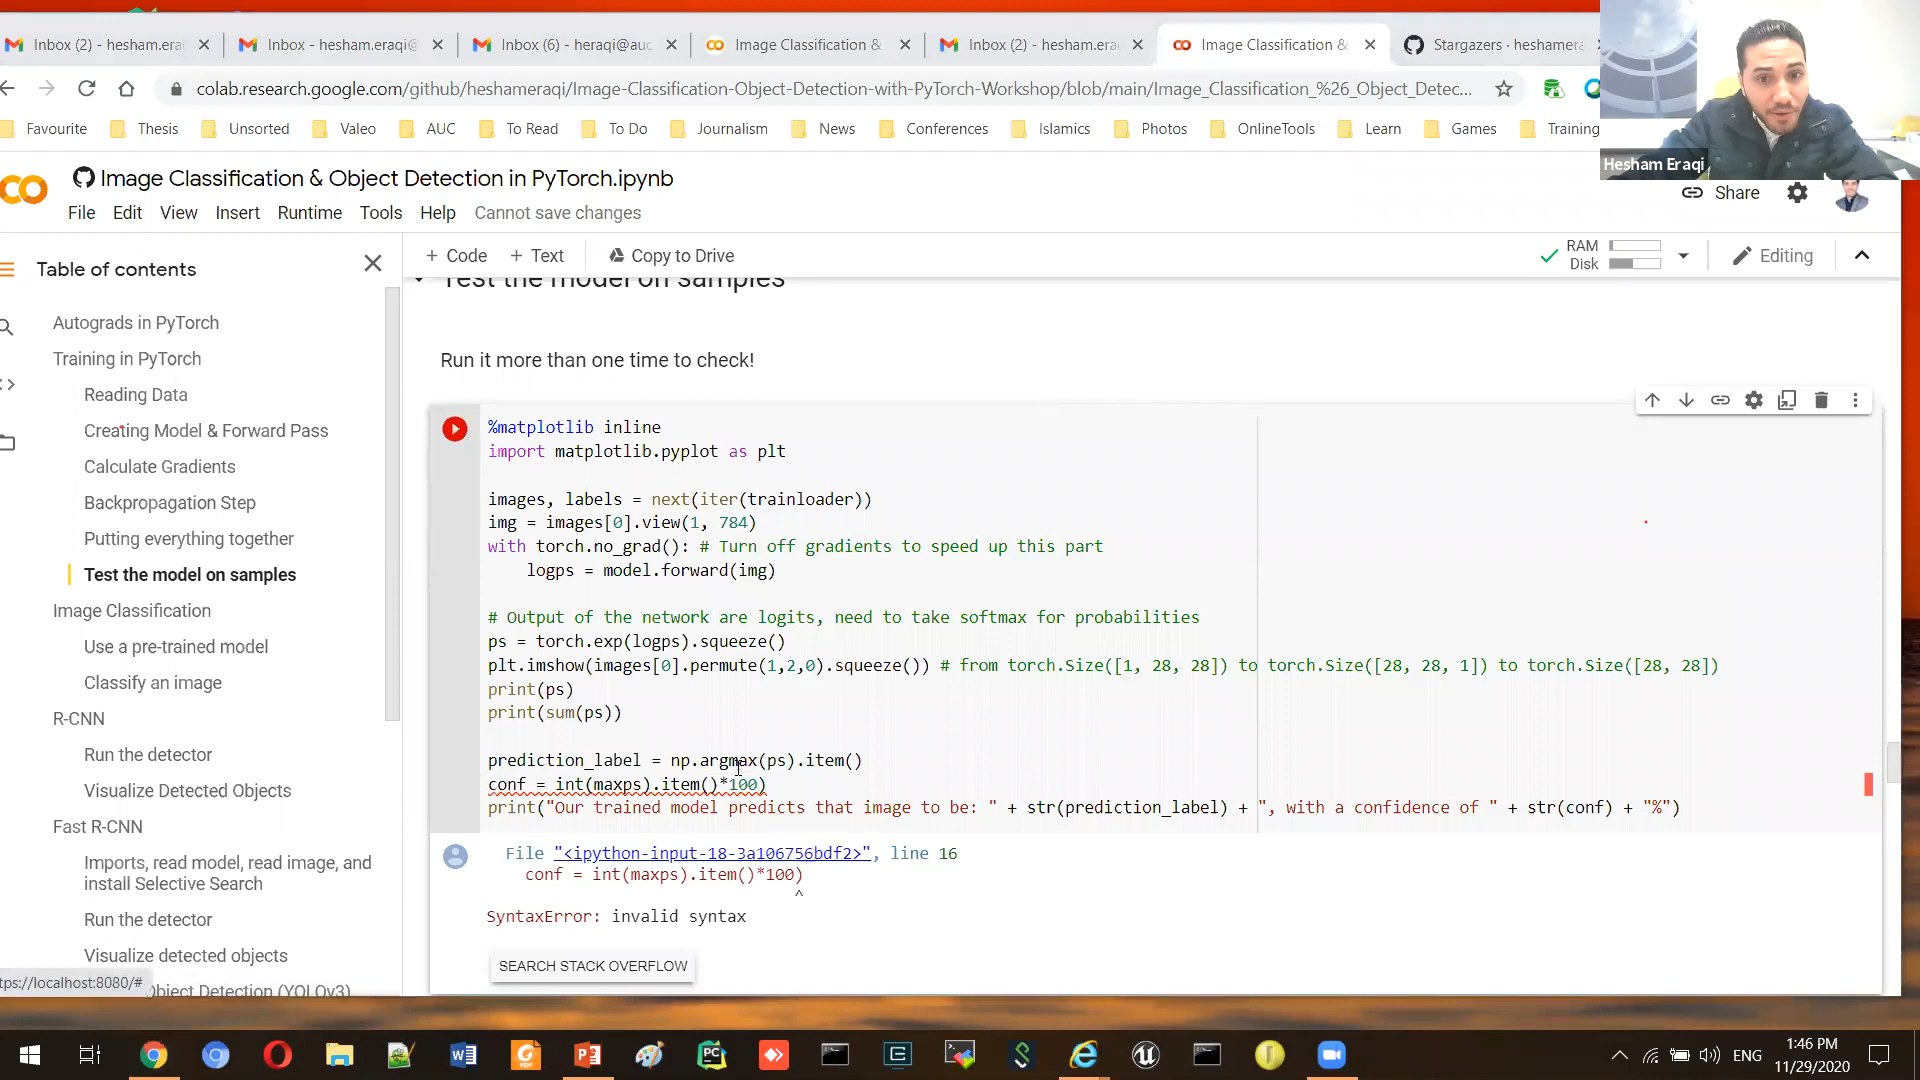 Inbox (2) - hesham.era
Inbox - hesham.eraqi@
Inbox (6) - heraqi@auc
Image Classification &
Inbox (2) - hesham.era
Image Classification &
Stargazers · heshamera
colab.research.google.com/github/heshameraqi/Image-Classification-Object-Detection-with-PyTorch-Workshop/blob/main/Image_Classification_%26_Object_Detec...
Favourite
Thesis
Unsorted
Valeo
AUC
To Read
To Do
Journalism
News
Conferences
Islamics
Photos
OnlineTools
Learn
Games
Training
Hesham Eraqi
Image Classification & Object Detection in PyTorch.ipynb
Share
File Edit View Insert Runtime Tools Help Cannot save changes
+ Code + Text Copy to Drive
RAM
Disk
Editing
Table of contents
Autograds in PyTorch
Training in PyTorch
Reading Data
Creating Model & Forward Pass
Calculate Gradients
Backpropagation Step
Putting everything together
Test the model on samples
Image Classification
Use a pre-trained model
Classify an image
R-CNN
Run the detector
Visualize Detected Objects
Fast R-CNN
Imports, read model, read image, and
install Selective Search
Run the detector
Visualize detected objects
Object Detection (YOLOv3)
tps://localhost:8080/#
Test the model on samples
Run it more than one time to check!
%matplotlib inline
import matplotlib.pyplot as plt
images, labels = next(iter(trainloader))
img = images[0].view(1, 784)
with torch.no_grad(): # Turn off gradients to speed up this part
logps = model.forward(img)
# Output of the network are logits, need to take softmax for probabilities
ps = torch.exp(logps).squeeze()
plt.imshow(images[0].permute(1,2,0).squeeze()) # from torch.Size([1, 28, 28]) to torch.Size([28, 28, 1]) to torch.Size([28, 28])
print(ps)
print(sum(ps))
prediction_label = np.argmax(ps).item()
conf = int(maxps).item()*100)
print("Our trained model predicts that image to be: " + str(prediction_label) + ", with a confidence of " + str(conf) + "%")
File "<ipython-input-18-3a106756bdf2>", line 16
conf = int(maxps).item()*100)
^
SyntaxError: invalid syntax
SEARCH STACK OVERFLOW
ENG
1:46 PM
11/29/2020